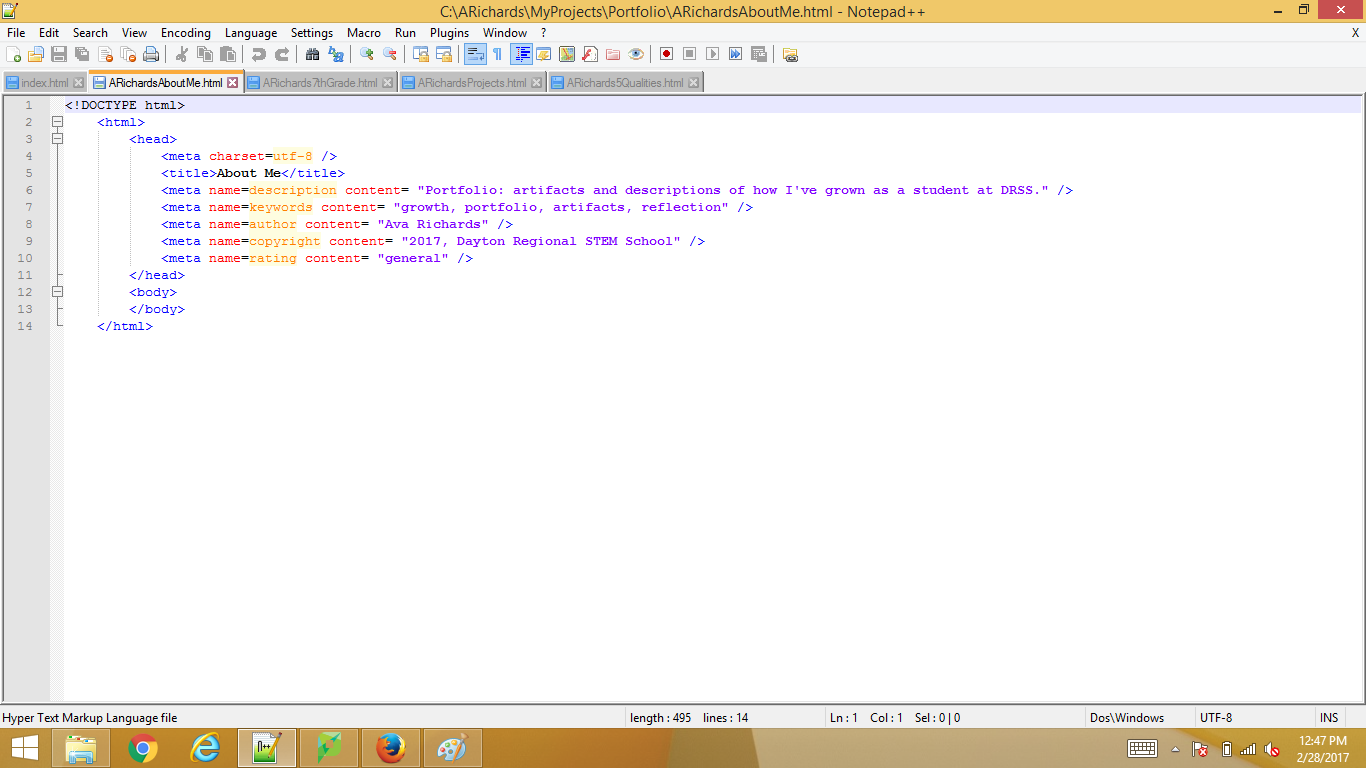 C:\ARichards\MyProjects\Portfolio\ARichardsAboutMe.html - Notepad++
File Edit Search View Encoding Language Settings Macro Run Plugins Window ? X
index.html ARichardsAboutMe.html ARichards7thGrade.html ARichardsProjects.html ARichards5Qualities.html
1 <!DOCTYPE html>
2 <html>
3 <head>
4 <meta charset=utf-8 />
5 <title>About Me</title>
6 <meta name=description content= "Portfolio: artifacts and descriptions of how I've grown as a student at DRSS." />
7 <meta name=keywords content= "growth, portfolio, artifacts, reflection" />
8 <meta name=author content= "Ava Richards" />
9 <meta name=copyright content= "2017, Dayton Regional STEM School" />
10 <meta name=rating content= "general" />
11 </head>
12 <body>
13 </body>
14 </html>
Hyper Text Markup Language file length : 495 lines : 14 Ln : 1 Col : 1 Sel : 0 | 0 Dos\Windows UTF-8 INS
12:47 PM
2/28/2017